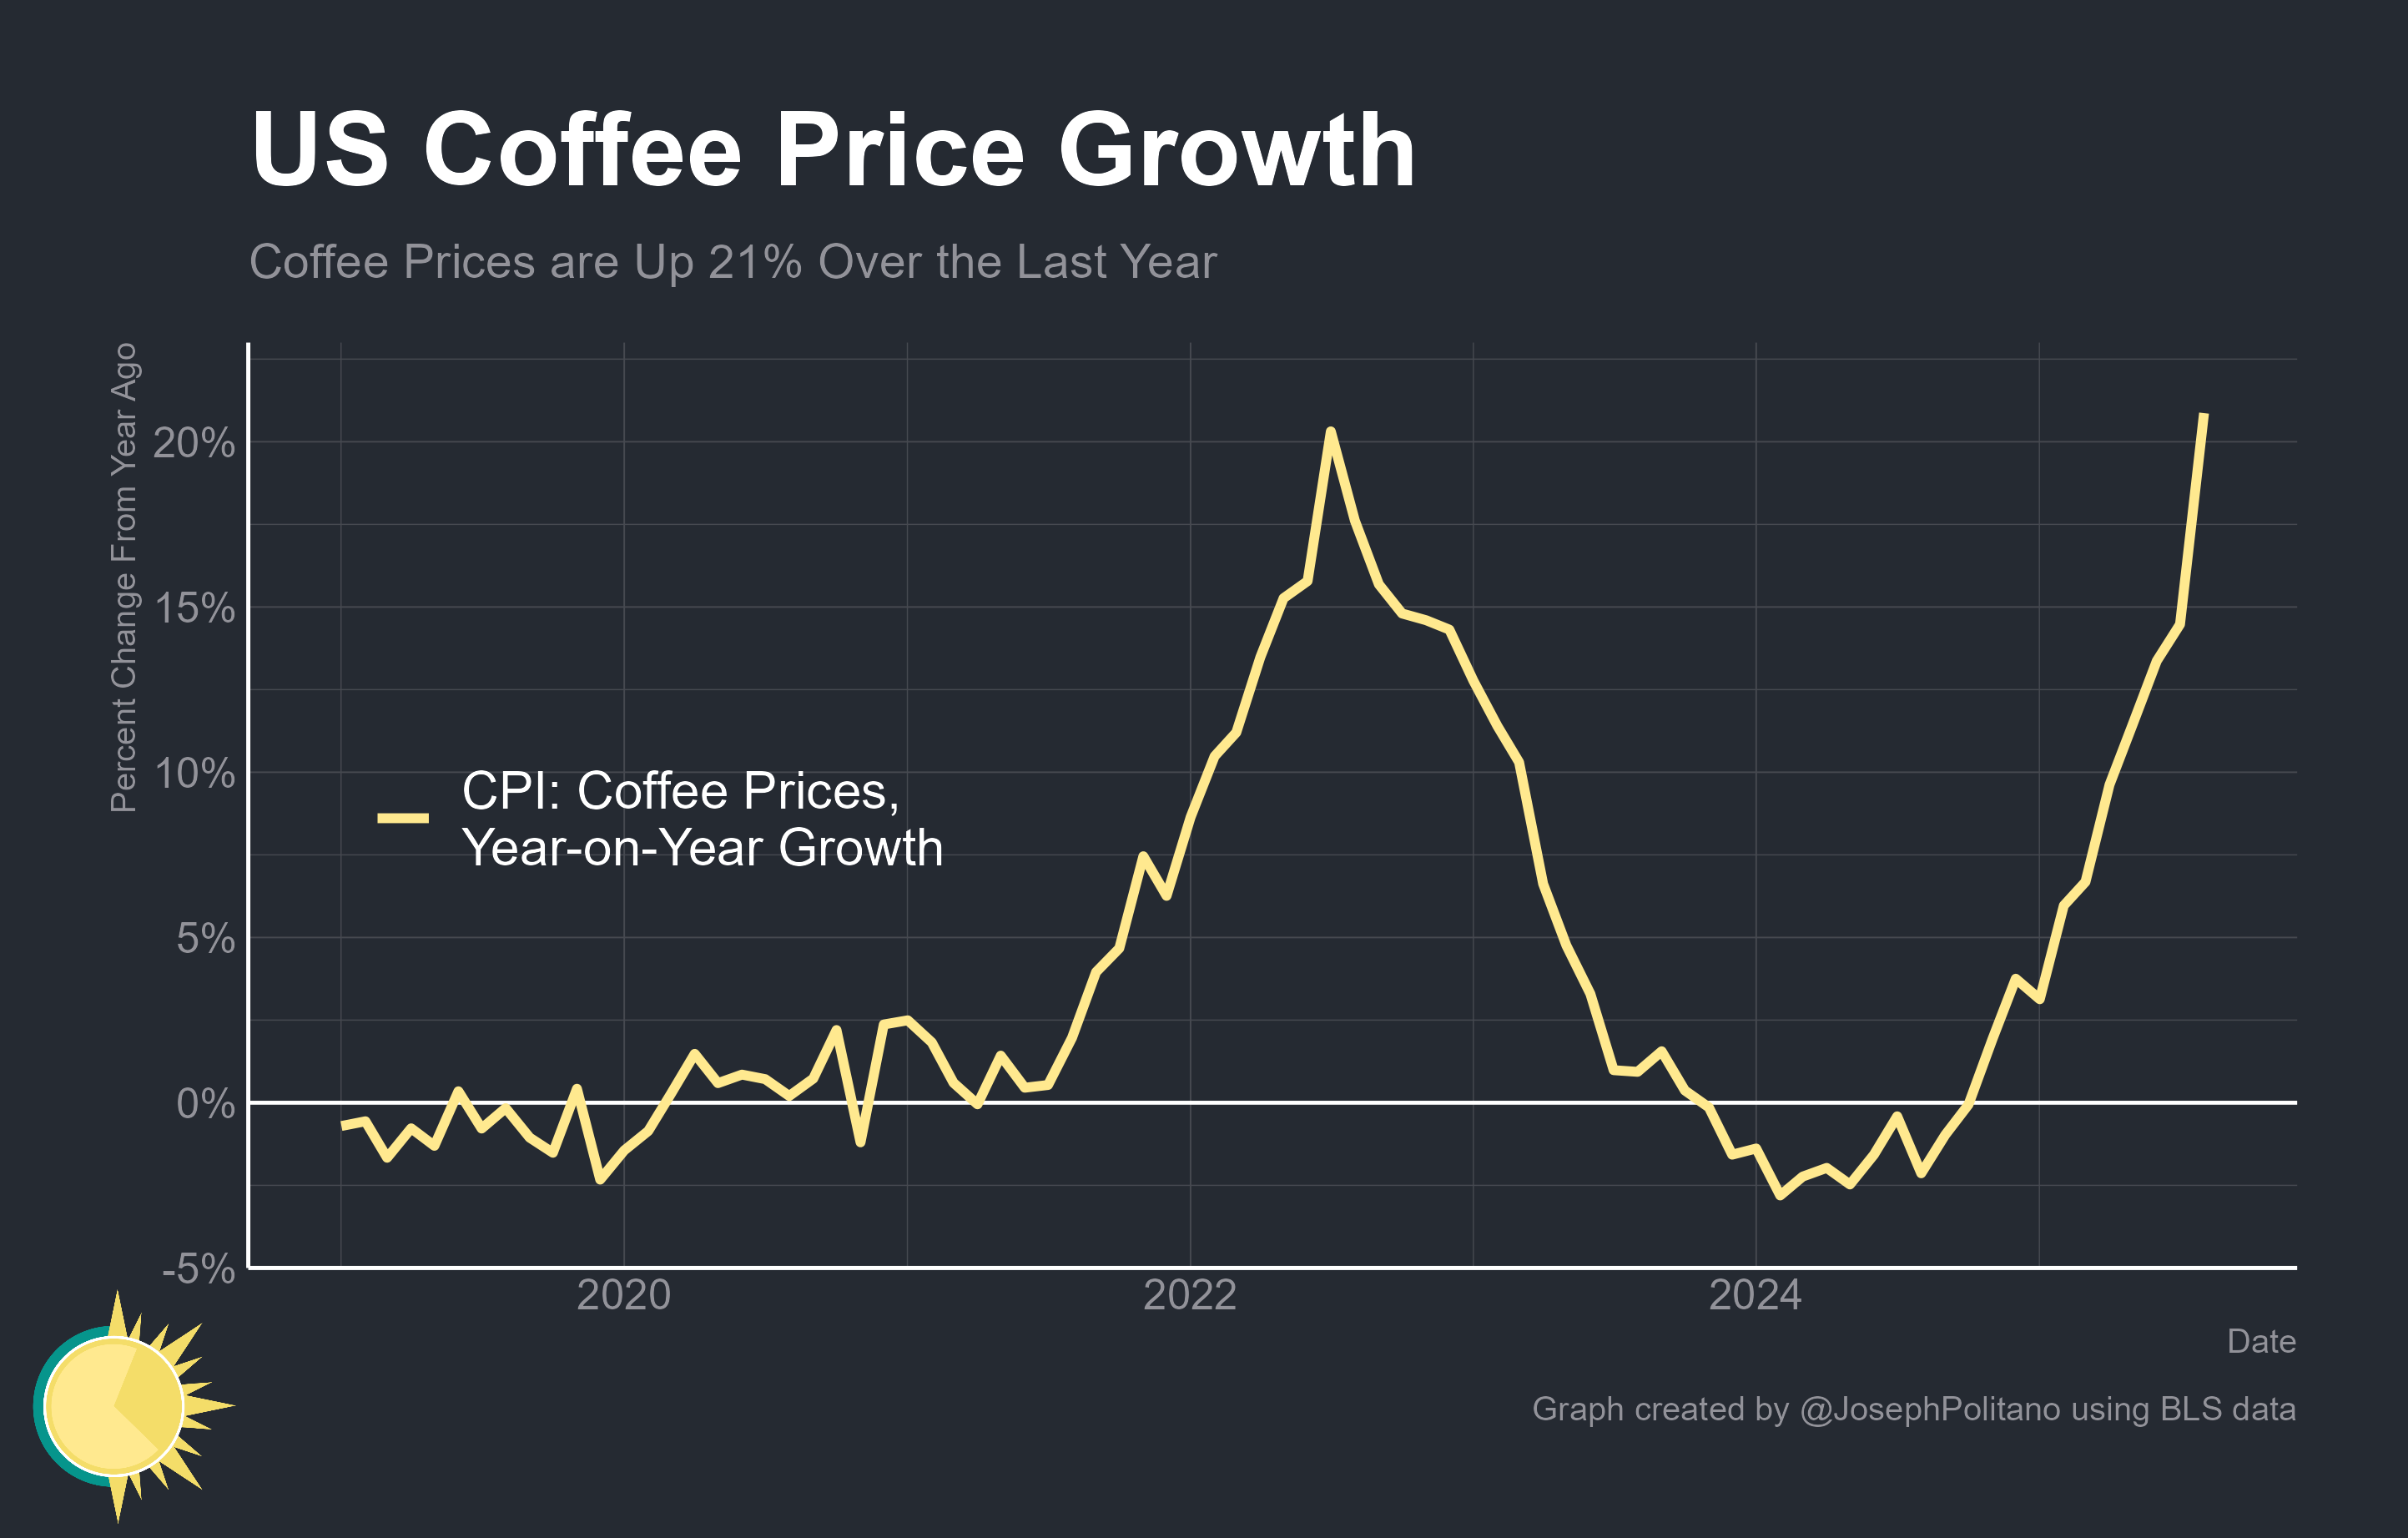 US Coffee Price Growth
Coffee Prices are Up 21% Over the Last Year
Percent Change From Year Ago
20%
15%
10%
5%
0%
-5%
CPI: Coffee Prices,
Year-on-Year Growth
2020
2022
2024
Date
Graph created by @JosephPolitano using BLS data